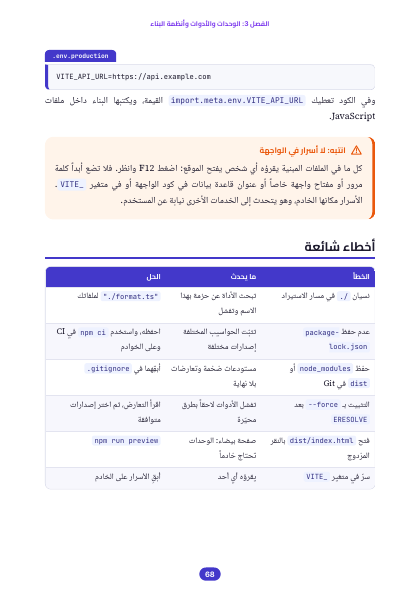 الفصل 3: الوحدات والأدوات وأنظمة البناء
.env.production
VITE_API_URL=https://api.example.com
وفي الكود تعطيك import.meta.env.VITE_API_URL القيمة، ويكتبها البناء داخل ملفات
JavaScript.
انتبه: لا أسرار في الواجهة
كل ما في الملفات المبنية يقرؤه أي شخص يفتح الموقع: اضغط F12 وانظر. فلا تضع أبداً كلمة
مرور أو مفتاح واجهة خاصاً أو عنوان قاعدة بيانات في كود الواجهة أو في متغير VITE_.
الأسرار مكانها الخادم، وهو يتحدث إلى الخدمات الأخرى نيابة عن المستخدم.
أخطاء شائعة
الخطأ ما يحدث الحل
نسيان ./ في مسار الاستيراد تبحث الأداة عن حزمة بهذا "./format.ts" لملفاتك
الاسم وتفشل
عدم حفظ package- تثبّت الحواسيب المختلفة احفظه، واستخدم npm ci في CI
lock.json إصدارات مختلفة وعلى الخوادم
حفظ node_modules أو مستودعات ضخمة وتعارضات أبقهما في .gitignore
dist في Git بلا نهاية
التثبيت بـ --force بعد تفشل الأدوات لاحقاً بطرق اقرأ التعارض، ثم اختر إصدارات
ERESOLVE محيّرة متوافقة
فتح dist/index.html بالنقر صفحة بيضاء: الوحدات npm run preview
المزدوج تحتاج خادماً
سرّ في متغير VITE_ يقرؤه أي أحد أبقِ الأسرار على الخادم
68